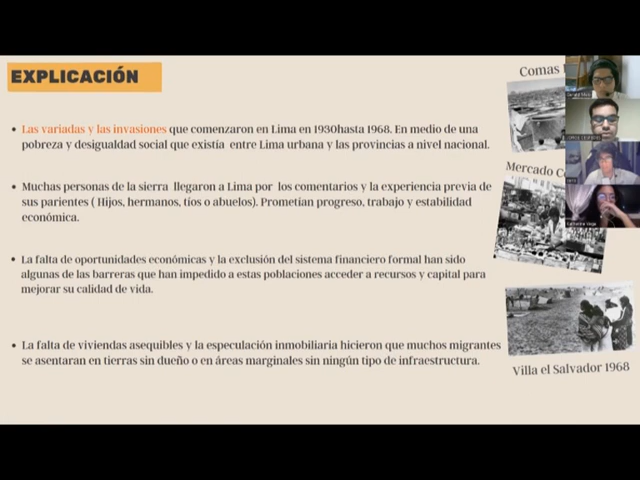 EXPLICACIÓN
Comas
• Las variadas y las invasiones que comenzaron en Lima en 1930hasta 1968. En medio de una
pobreza y desigualdad social que existía entre Lima urbana y las provincias a nivel nacional.
Mercado
• Muchas personas de la sierra llegaron a Lima por los comentarios y la experiencia previa de
sus parientes ( Hijos, hermanos, tíos o abuelos). Prometían progreso, trabajo y estabilidad
económica.
• La falta de oportunidades económicas y la exclusión del sistema financiero formal han sido
algunas de las barreras que han impedido a estas poblaciones acceder a recursos y capital para
mejorar su calidad de vida.
• La falta de viviendas asequibles y la especulación inmobiliaria hicieron que muchos migrantes
se asentaran en tierras sin dueño o en áreas marginales sin ningún tipo de infraestructura.
Villa el Salvador 1968